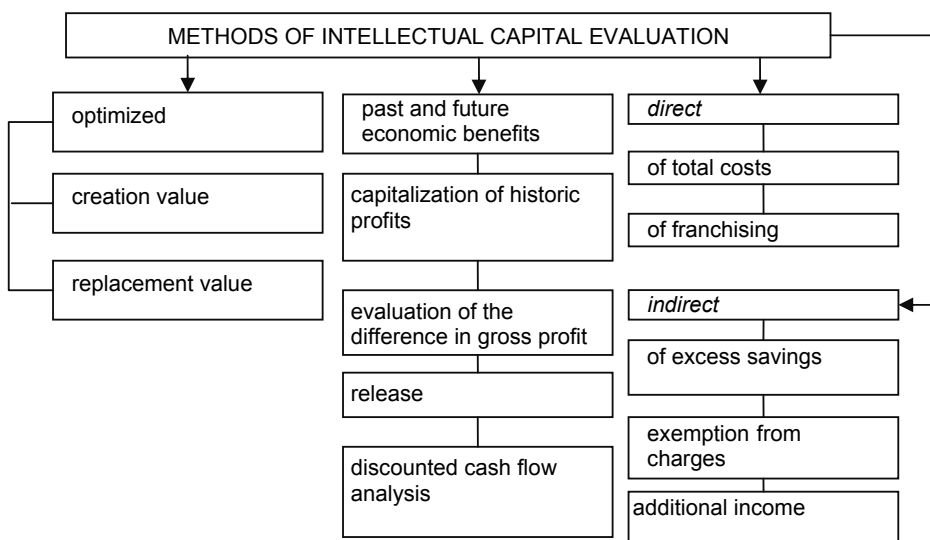 METHODS OF INTELLECTUAL CAPITAL EVALUATION
optimized
creation value
replacement value
past and future
economic benefits
capitalization of historic
profits
evaluation of the
difference in gross profit
release
discounted cash flow
analysis
direct
of total costs
of franchising
indirect
of excess savings
exemption from
charges
additional income